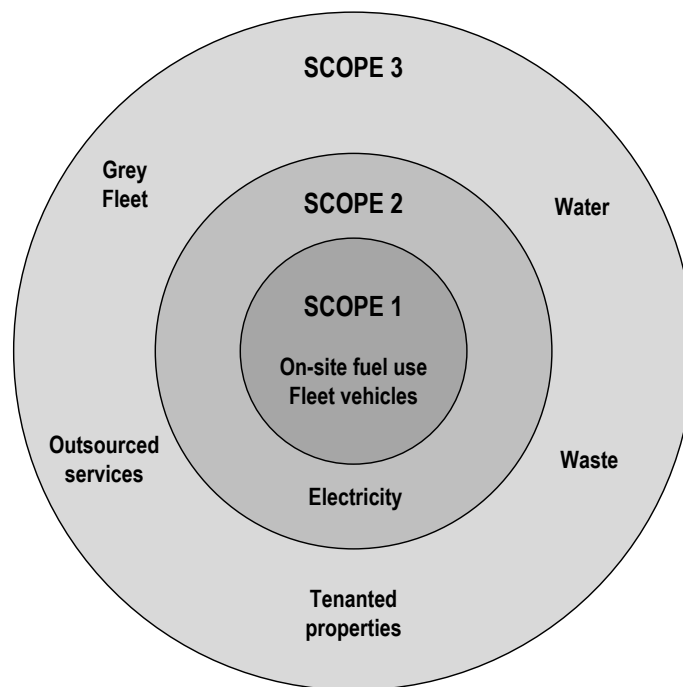 SCOPE 3
Grey
Fleet
SCOPE 2
Water
SCOPE 1
On-site fuel use
Fleet vehicles
Outsourced
services
Waste
Electricity
Tenanted
properties